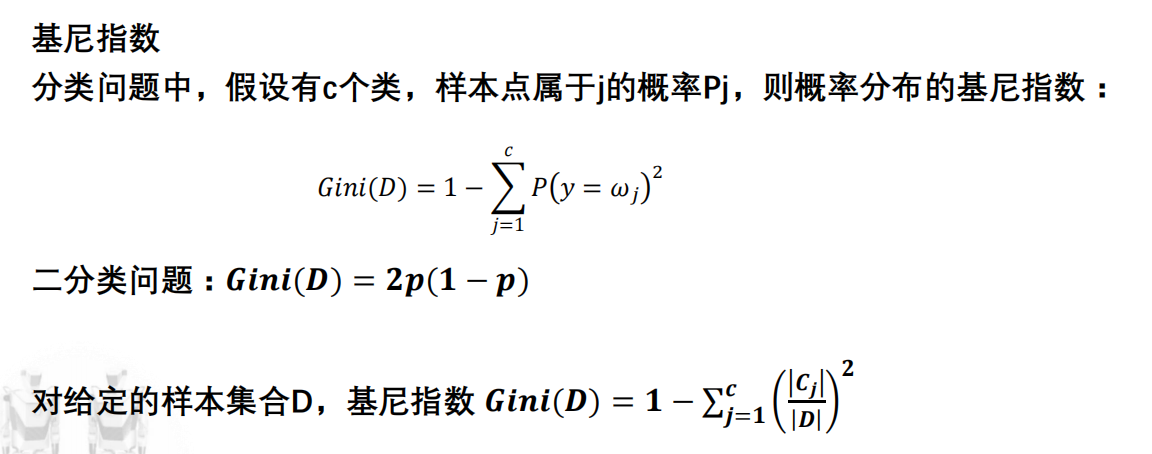 基尼指数
分类问题中，假设有c个类，样本点属于j的概率Pj，则概率分布的基尼指数：
$Gini(D) = 1 - \sum_{j=1}^{c} P(y = \omega_j)^2$
二分类问题：$Gini(D) = 2p(1 - p)$
对给定的样本集合D，基尼指数 $Gini(D) = 1 - \sum_{j=1}^{c} \left(\frac{|C_j|}{|D|}\right)^2$